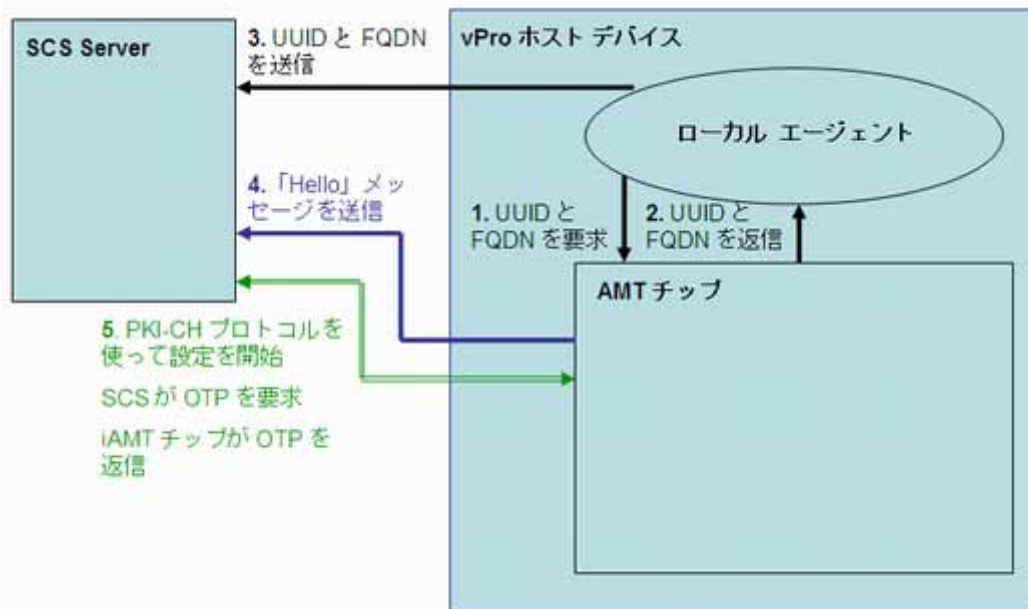 SCS Server
3. UUID と FQDN
を送信
vPro ホスト デバイス
ローカル エージェント
4.「Hello」メッ
セージを送信
1. UUID と
FQDN を要求
2. UUID と
FQDN を返信
AMT チップ
5. PKI-CH プロトコルを
使って設定を開始
SCS が OTP を要求
iAMT チップが OTP を
返信